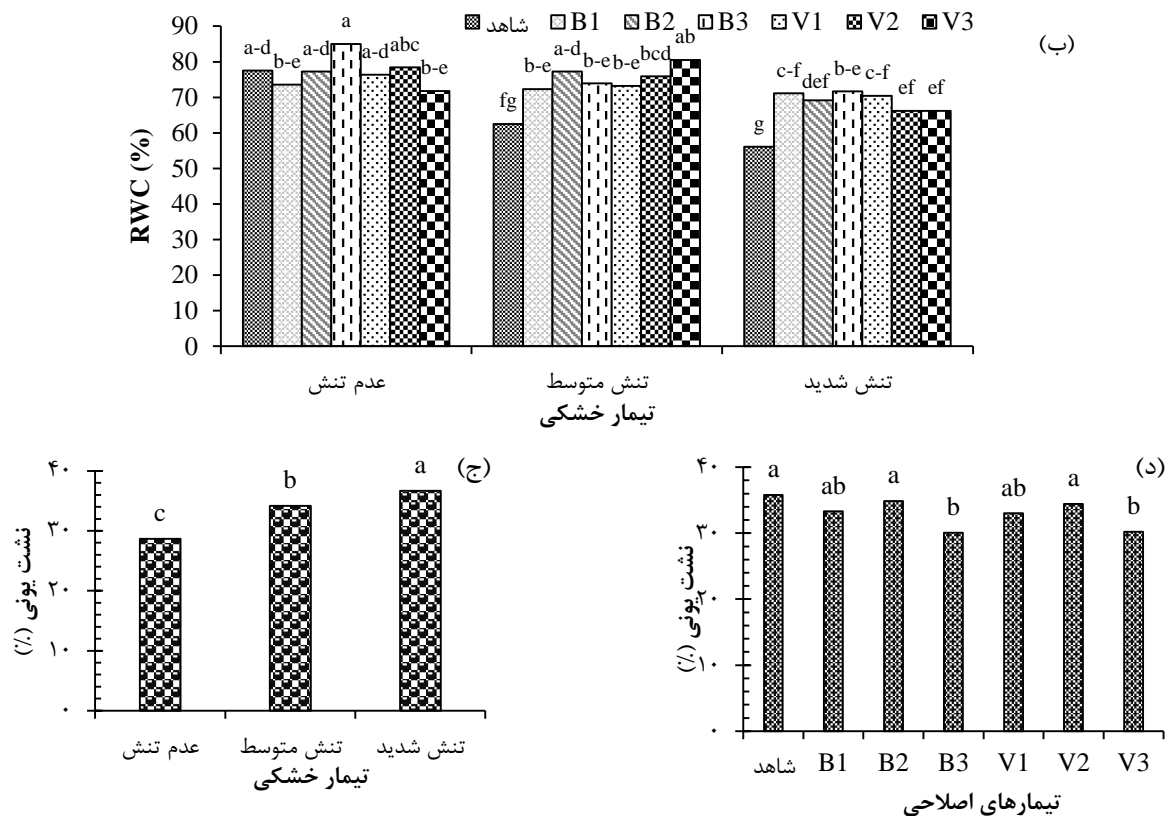 (ب)
شاهد B1 B2 B3 V1 V2 V3
RWC (%)
90
80
70
60
50
40
30
20
10
0
a-d b-e a-d a a-d abc b-e
fg b-e a-d b-e b-e bcd ab
g c-f def b-e c-f ef ef
عدم تنش
تنش متوسط
تنش شدید
تیمار خشکی
(ج)
نشت یونی (٪)
۴۰
۳۰
۲۰
۱۰
۰
c b a
عدم تنش
تنش متوسط
تنش شدید
تیمار خشکی
(د)
نشت یونی (٪)
۴۰
۳۰
۲۰
۱۰
۰
a ab a b ab a b
شاهد B1 B2 B3 V1 V2 V3
تیمارهای اصلاحی